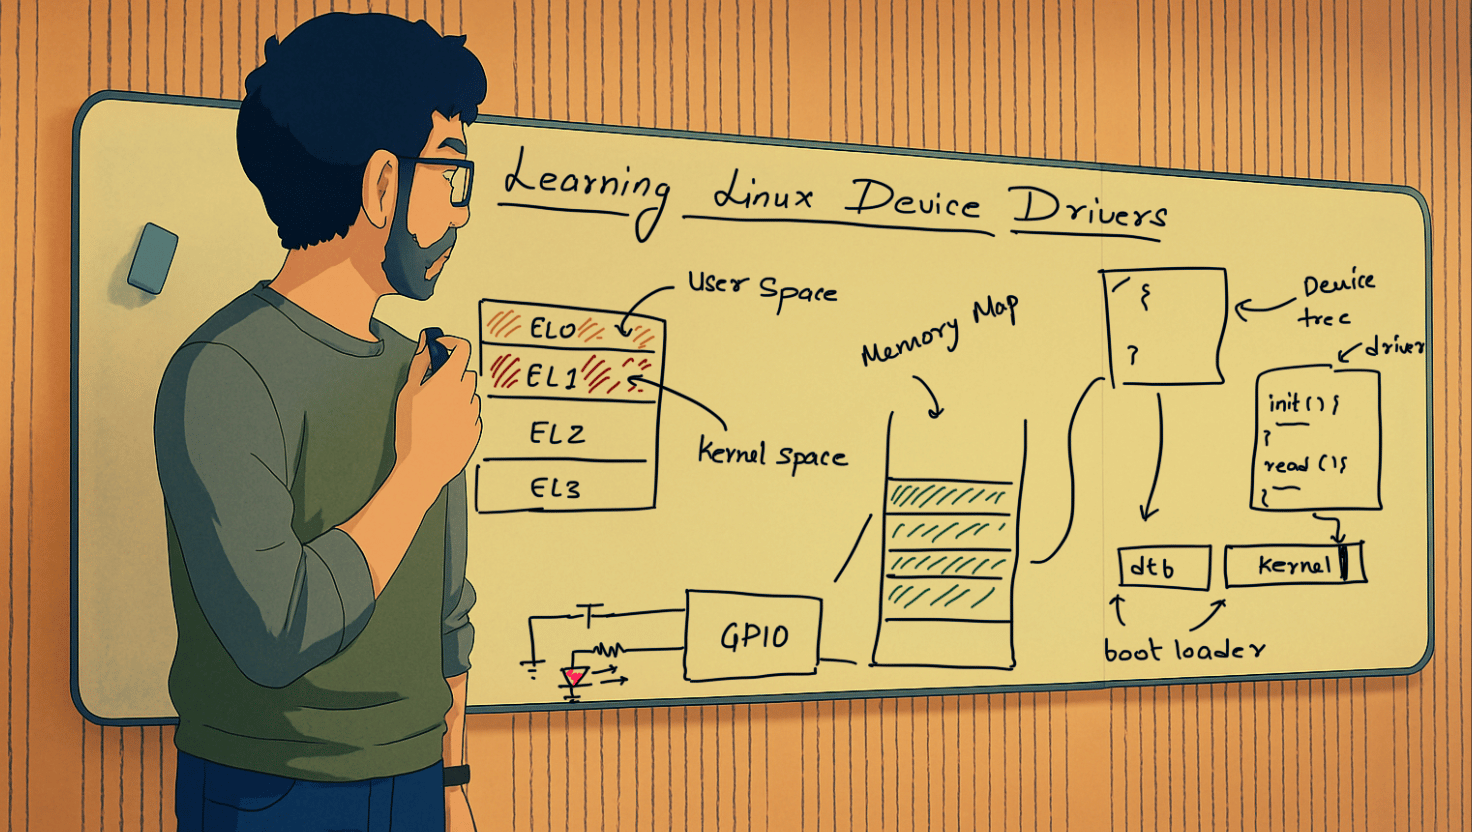 Learning Linux Device Drivers
User Space
EL0
EL1
EL2
EL3
Kernel space
Memory Map
GPIO
{
}
Device
tree
driver
init() {
}
read () {
}
dtb
Kernel
boot loader